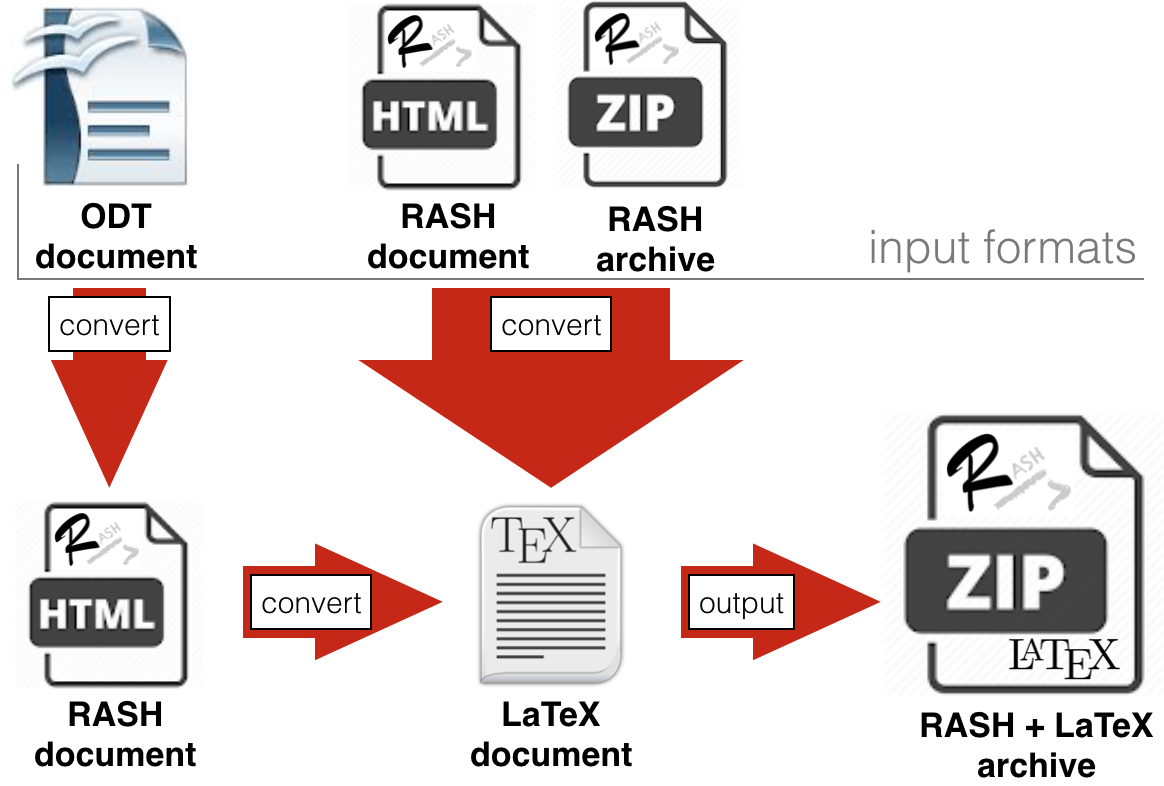 RASH
HTML
RASH
ZIP
ODT
document
RASH
document
RASH
archive
input formats
convert
convert
RASH
HTML
convert
TEX
output
RASH
ZIP
LATEX
RASH
document
LaTeX
document
RASH + LaTeX
archive